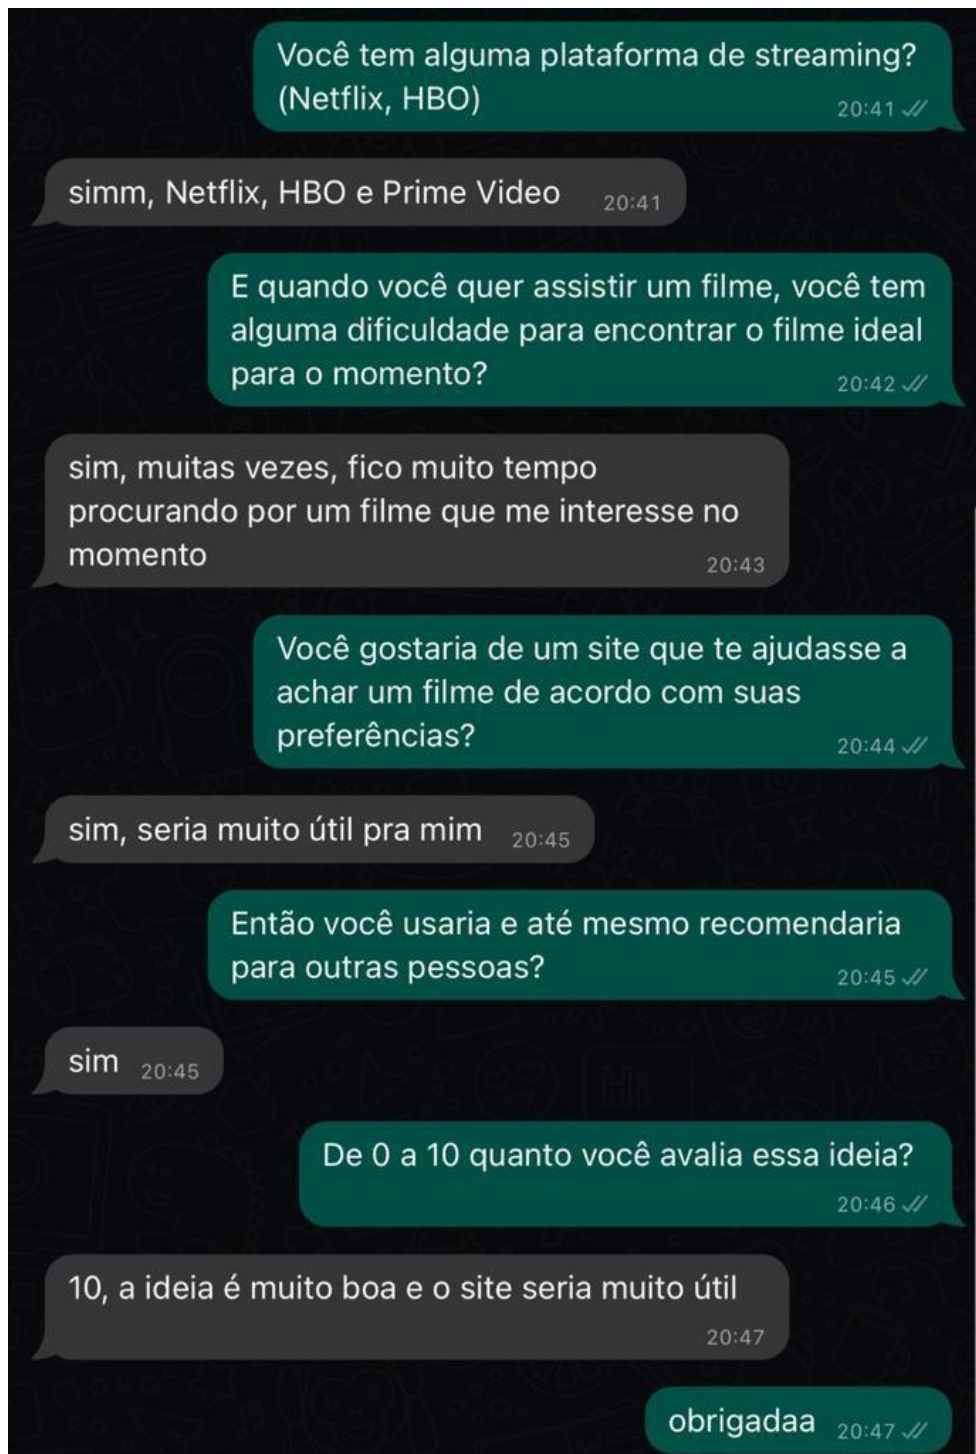 Você tem alguma plataforma de streaming?
(Netflix, HBO)
20:41
simm, Netflix, HBO e Prime Video 20:41
E quando você quer assistir um filme, você tem
alguma dificuldade para encontrar o filme ideal
para o momento?
20:42
sim, muitas vezes, fico muito tempo
procurando por um filme que me interesse no
momento
20:43
Você gostaria de um site que te ajudasse a
achar um filme de acordo com suas
preferências?
20:44
sim, seria muito útil pra mim 20:45
Então você usaria e até mesmo recomendaria
para outras pessoas?
20:45
sim 20:45
De 0 a 10 quanto você avalia essa ideia?
20:46
10, a ideia é muito boa e o site seria muito útil
20:47
obrigadaa 20:47